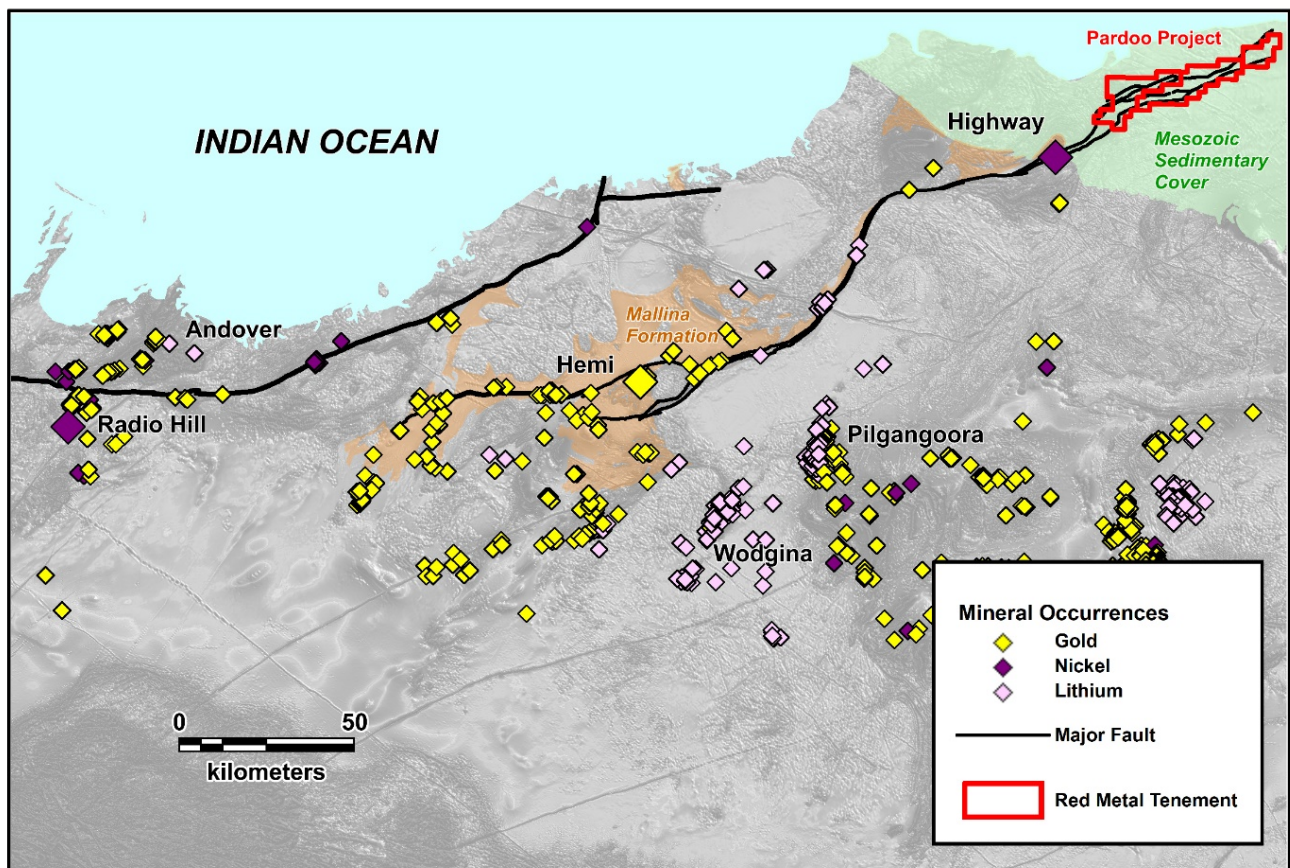 Pardoo Project
Highway
INDIAN OCEAN
Mesozoic
Sedimentary
Cover
Andover
Mallina
Formation
Hemi
Radio Hill
Pilgangoora
Wodgina
0 50
kilometers
Mineral Occurrences
Gold
Nickel
Lithium
Major Fault
Red Metal Tenement